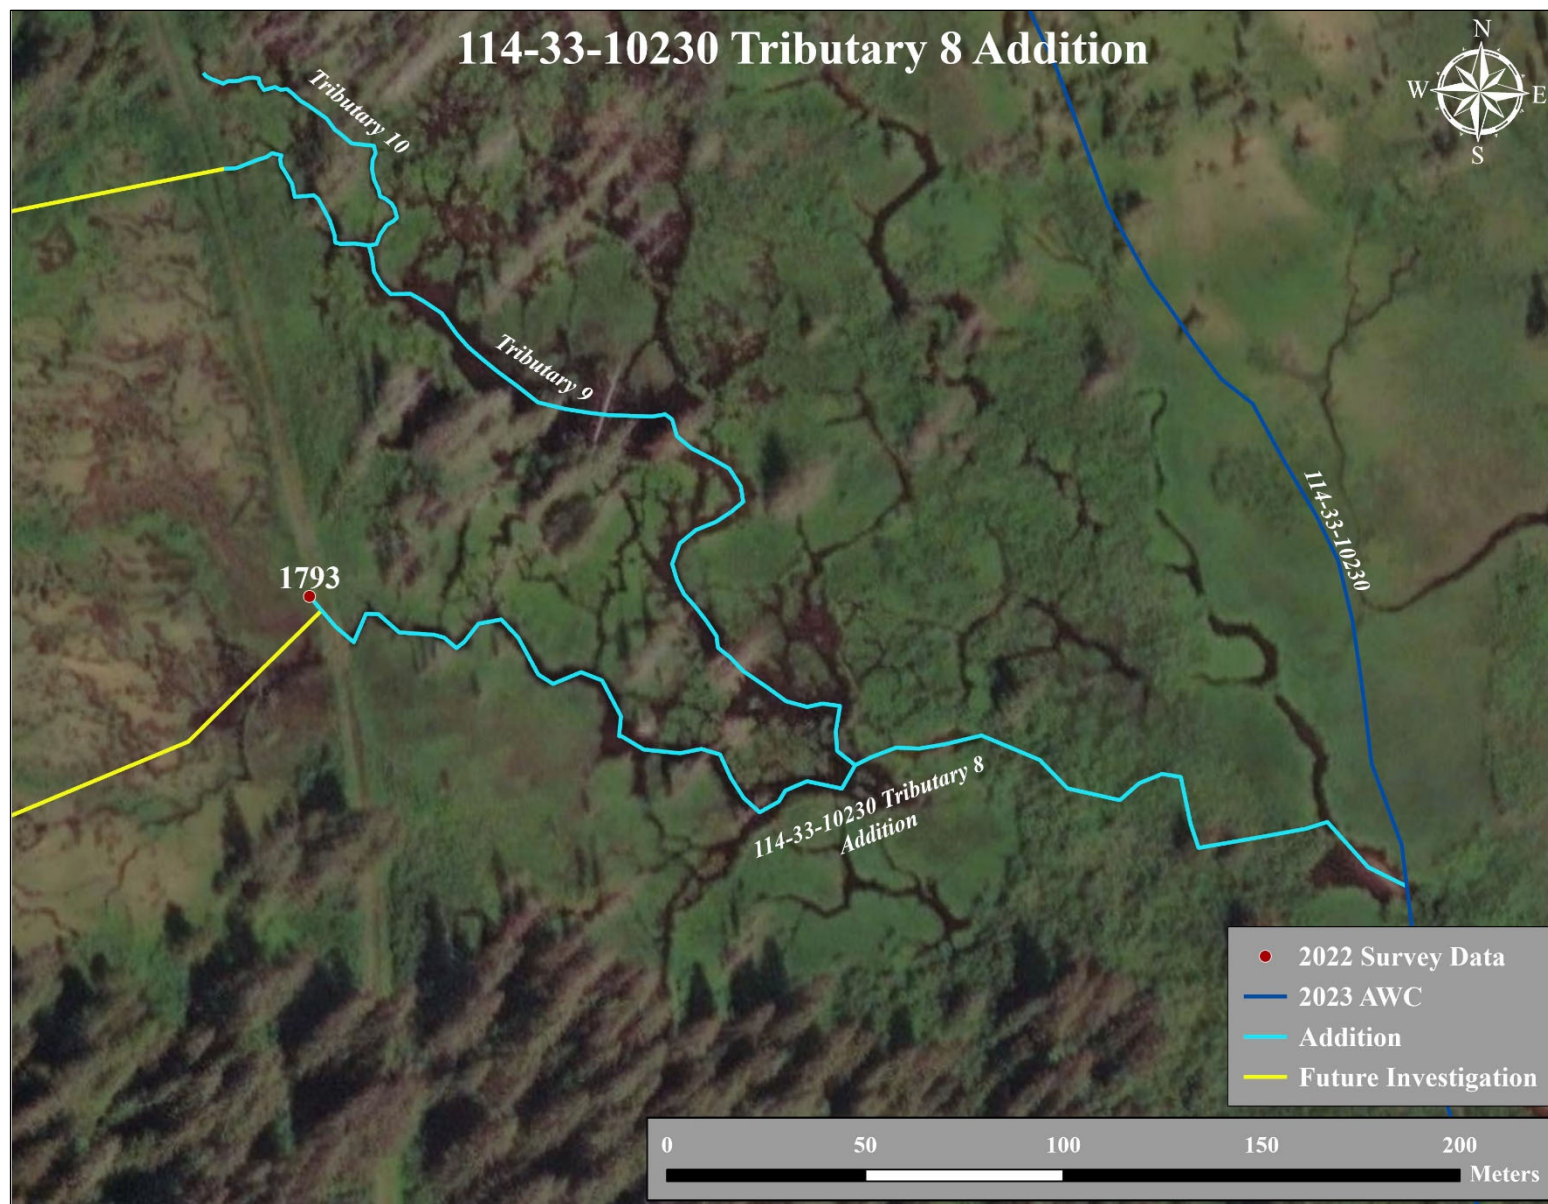 114-33-10230 Tributary 8 Addition
N
W E
S
Tributary 10
Tributary 9
114-33-10230
1793
114-33-10230 Tributary 8
Addition
2022 Survey Data
2023 AWC
Addition
Future Investigation
0 50 100 150 200
Meters